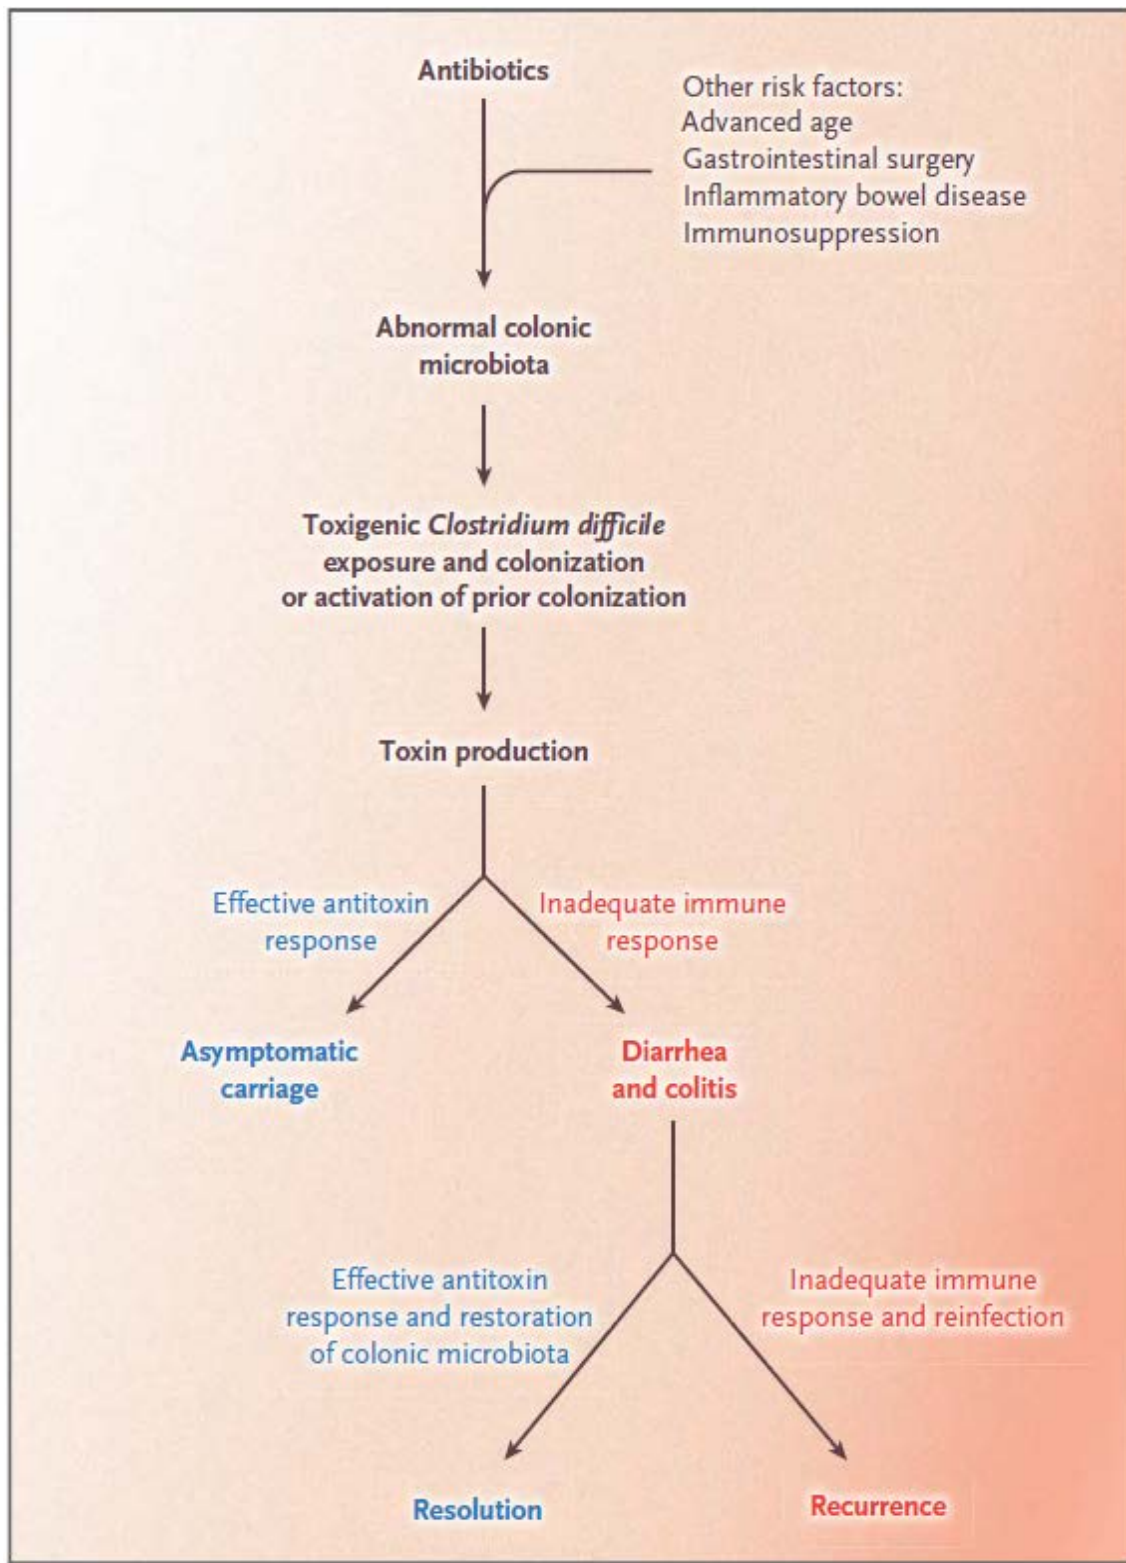 Antibiotics
Other risk factors:
Advanced age
Gastrointestinal surgery
Inflammatory bowel disease
Immunosuppression
Abnormal colonic
microbiota
Toxigenic Clostridium difficile
exposure and colonization
or activation of prior colonization
Toxin production
Effective antitoxin
response
Inadequate immune
response
Asymptomatic
carriage
Diarrhea
and colitis
Effective antitoxin
response and restoration
of colonic microbiota
Inadequate immune
response and reinfection
Resolution
Recurrence